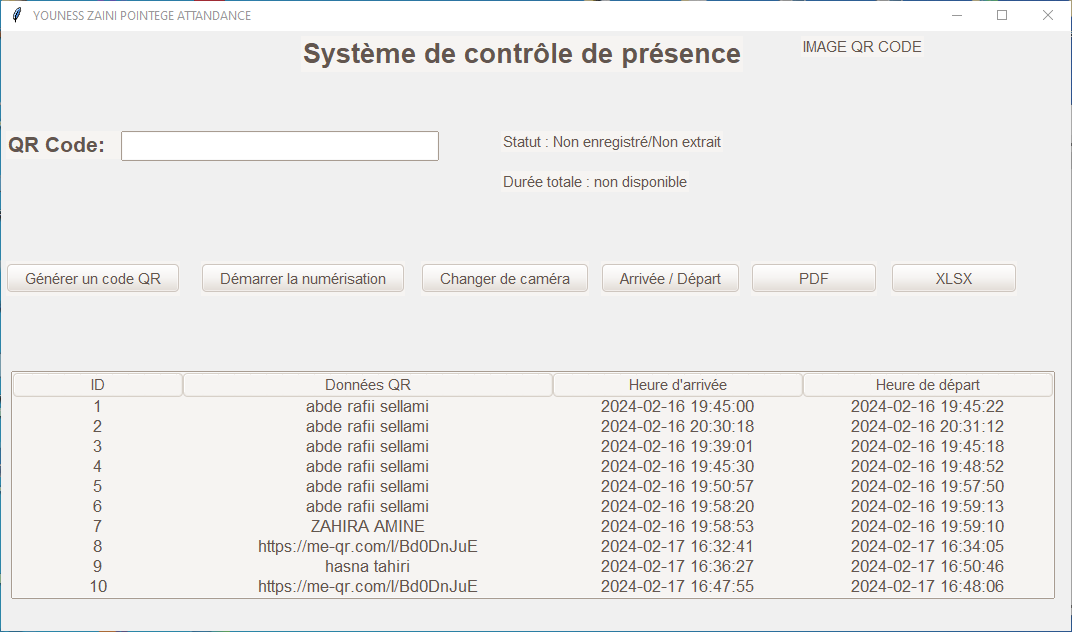 YOUNESS ZAINI POINTEGE ATTANDANCE
Système de contrôle de présence
IMAGE QR CODE
QR Code:
Statut : Non enregistré/Non extrait
Durée totale : non disponible
Générer un code QR Démarrer la numérisation Changer de caméra Arrivée / Départ PDF XLSX
ID Données QR Heure d'arrivée Heure de départ
1 abde rafii sellami 2024-02-16 19:45:00 2024-02-16 19:45:22
2 abde rafii sellami 2024-02-16 20:30:18 2024-02-16 20:31:12
3 abde rafii sellami 2024-02-16 19:39:01 2024-02-16 19:45:18
4 abde rafii sellami 2024-02-16 19:45:30 2024-02-16 19:48:52
5 abde rafii sellami 2024-02-16 19:50:57 2024-02-16 19:57:50
6 abde rafii sellami 2024-02-16 19:58:20 2024-02-16 19:59:13
7 ZAHIRA AMINE 2024-02-16 19:58:53 2024-02-16 19:59:10
8 https://me-qr.com/l/Bd0DnJuE 2024-02-17 16:32:41 2024-02-17 16:34:05
9 hasna tahiri 2024-02-17 16:36:27 2024-02-17 16:50:46
10 https://me-qr.com/l/Bd0DnJuE 2024-02-17 16:47:55 2024-02-17 16:48:06